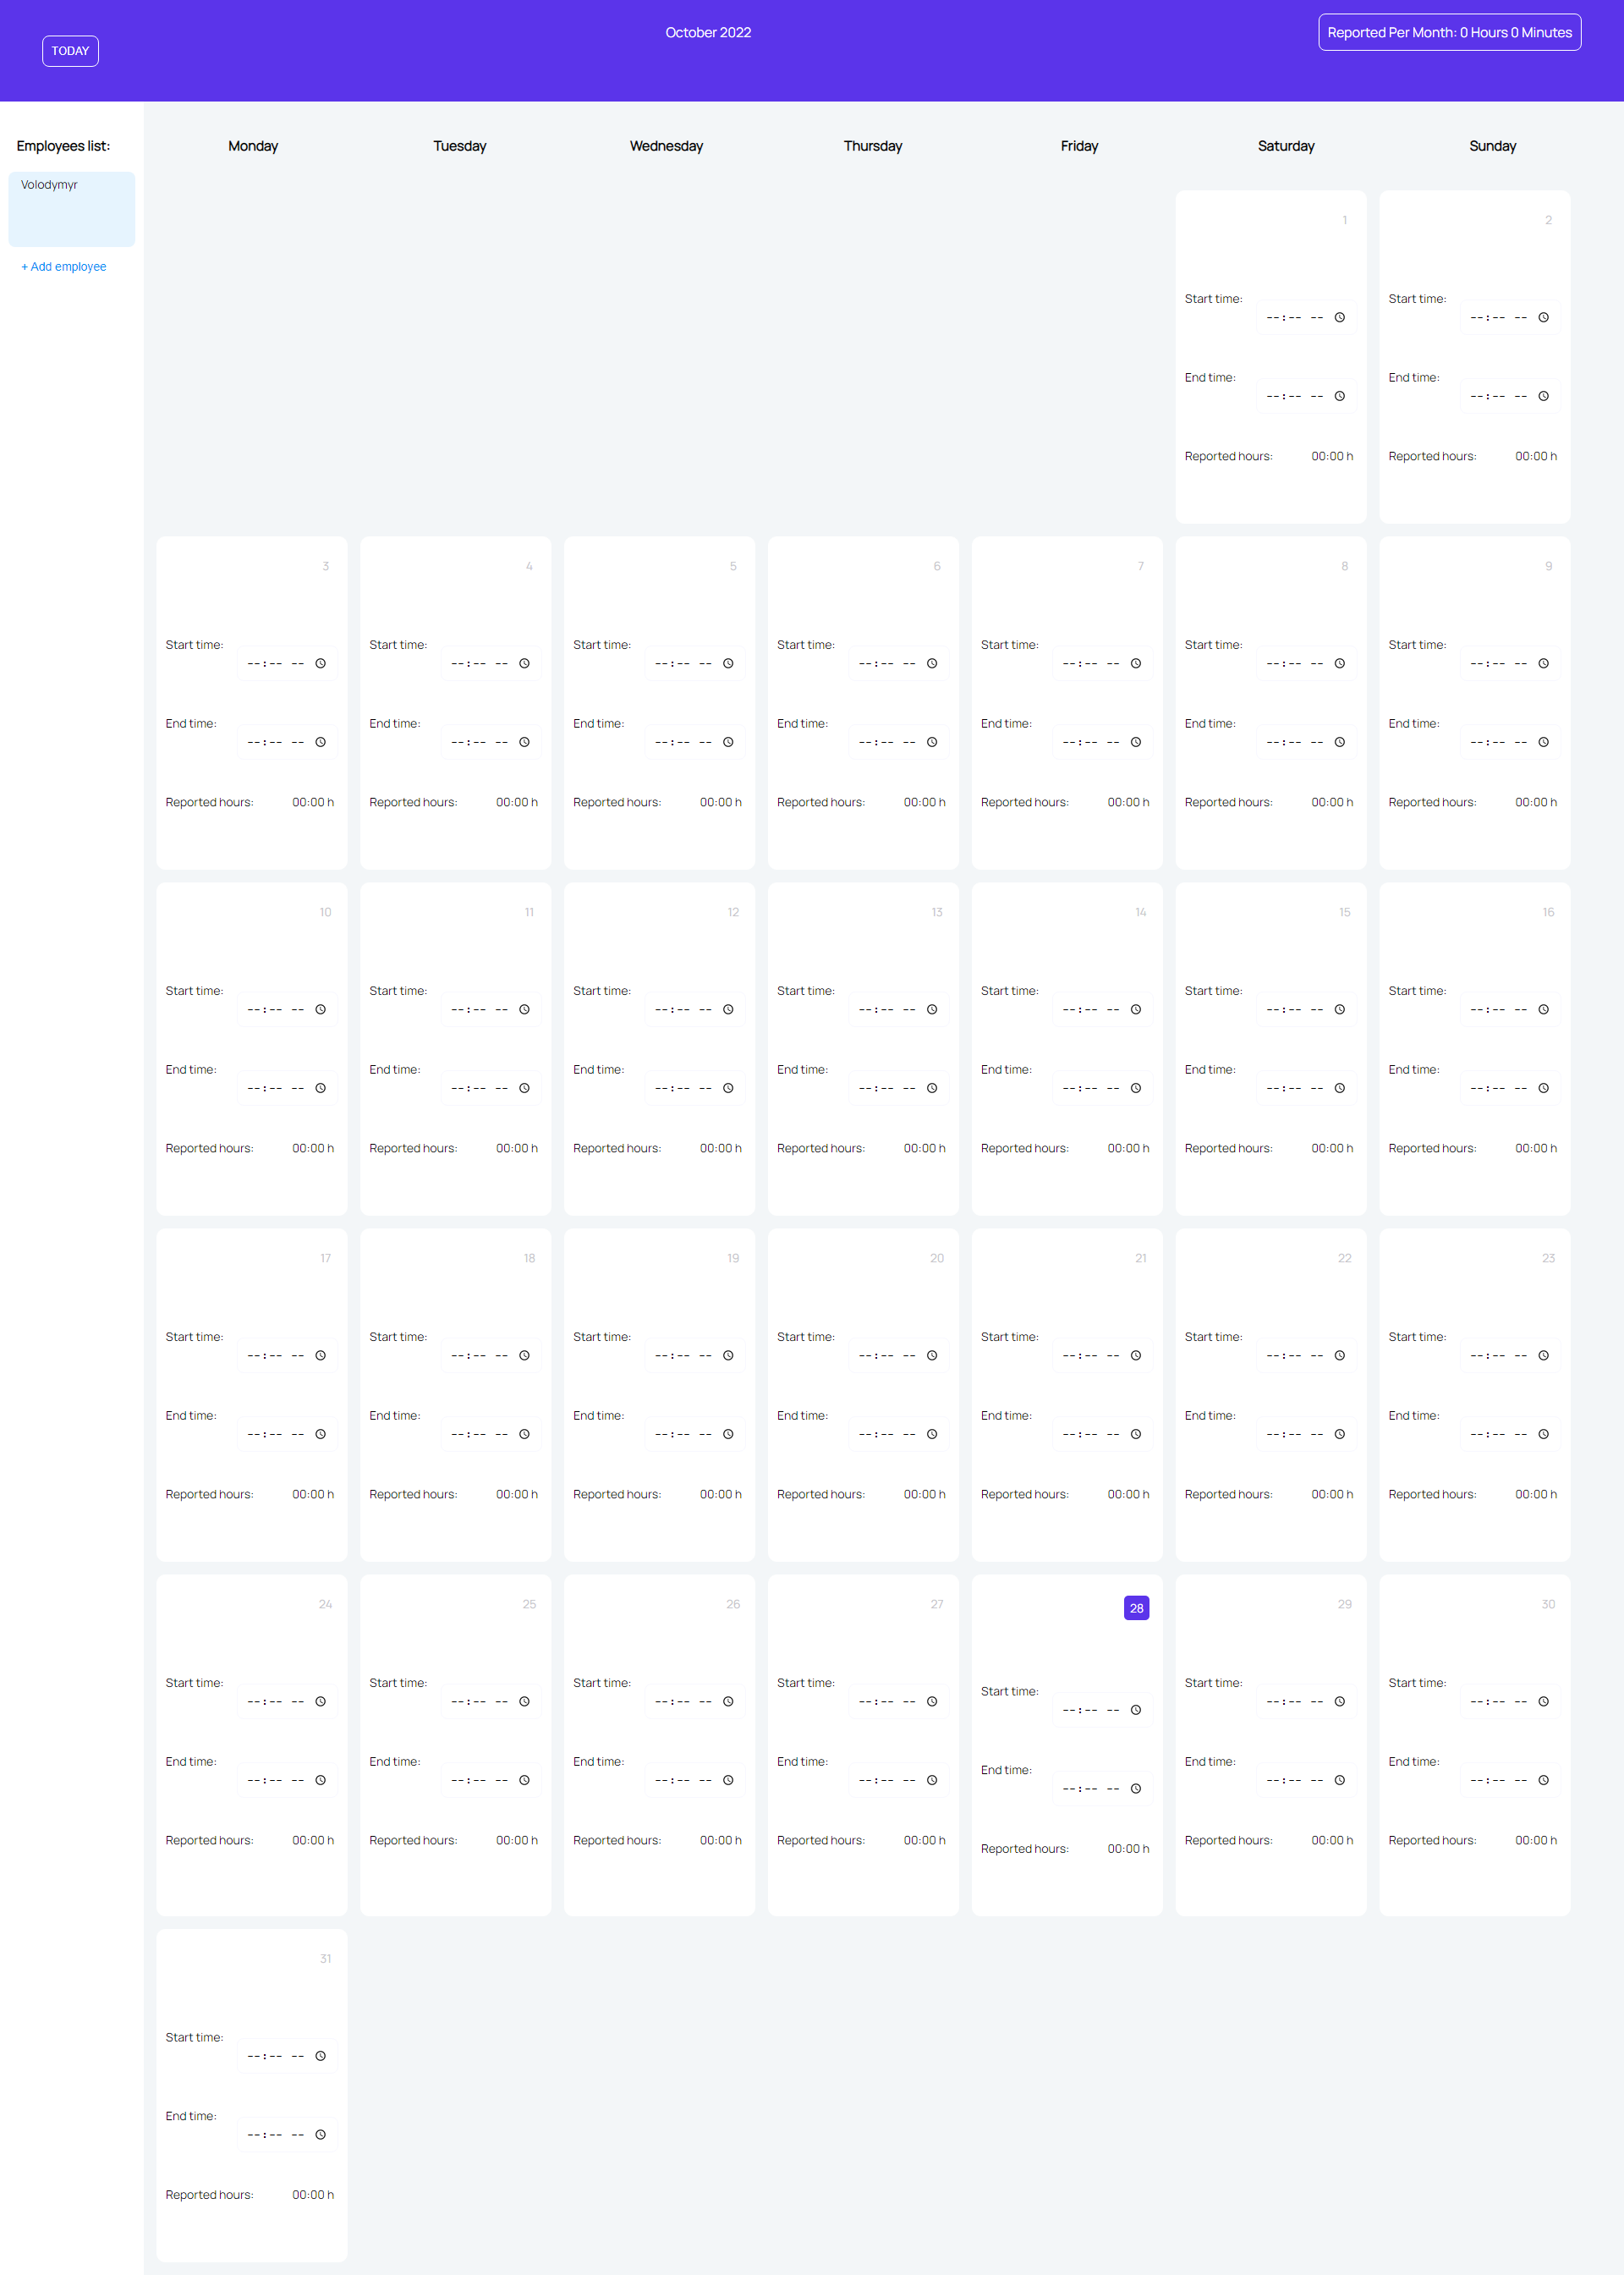 October 2022
Reported Per Month: 0 Hours 0 Minutes
TODAY
Employees list:
Volodymyr
+ Add employee
Monday Tuesday Wednesday Thursday Friday Saturday Sunday
1 2
Start time: Start time:
--:-- -- --:-- --
End time: End time:
--:-- -- --:-- --
Reported hours: 00:00 h Reported hours: 00:00 h
3 4 5 6 7 8 9
Start time: Start time: Start time: Start time: Start time: Start time: Start time:
--:-- -- --:-- -- --:-- -- --:-- -- --:-- -- --:-- -- --:-- --
End time: End time: End time: End time: End time: End time: End time:
--:-- -- --:-- -- --:-- -- --:-- -- --:-- -- --:-- -- --:-- --
Reported hours: 00:00 h Reported hours: 00:00 h Reported hours: 00:00 h Reported hours: 00:00 h Reported hours: 00:00 h Reported hours: 00:00 h Reported hours: 00:00 h
10 11 12 13 14 15 16
Start time: Start time: Start time: Start time: Start time: Start time: Start time:
--:-- -- --:-- -- --:-- -- --:-- -- --:-- -- --:-- -- --:-- --
End time: End time: End time: End time: End time: End time: End time:
--:-- -- --:-- -- --:-- -- --:-- -- --:-- -- --:-- -- --:-- --
Reported hours: 00:00 h Reported hours: 00:00 h Reported hours: 00:00 h Reported hours: 00:00 h Reported hours: 00:00 h Reported hours: 00:00 h Reported hours: 00:00 h
17 18 19 20 21 22 23
Start time: Start time: Start time: Start time: Start time: Start time: Start time:
--:-- -- --:-- -- --:-- -- --:-- -- --:-- -- --:-- -- --:-- --
End time: End time: End time: End time: End time: End time: End time:
--:-- -- --:-- -- --:-- -- --:-- -- --:-- -- --:-- -- --:-- --
Reported hours: 00:00 h Reported hours: 00:00 h Reported hours: 00:00 h Reported hours: 00:00 h Reported hours: 00:00 h Reported hours: 00:00 h Reported hours: 00:00 h
24 25 26 27 28 29 30
Start time: Start time: Start time: Start time: Start time: Start time: Start time:
--:-- -- --:-- -- --:-- -- --:-- -- --:-- -- --:-- -- --:-- --
End time: End time: End time: End time: End time: End time: End time:
--:-- -- --:-- -- --:-- -- --:-- -- --:-- -- --:-- -- --:-- --
Reported hours: 00:00 h Reported hours: 00:00 h Reported hours: 00:00 h Reported hours: 00:00 h Reported hours: 00:00 h Reported hours: 00:00 h Reported hours: 00:00 h
31
Start time:
--:-- --
End time:
--:-- --
Reported hours: 00:00 h